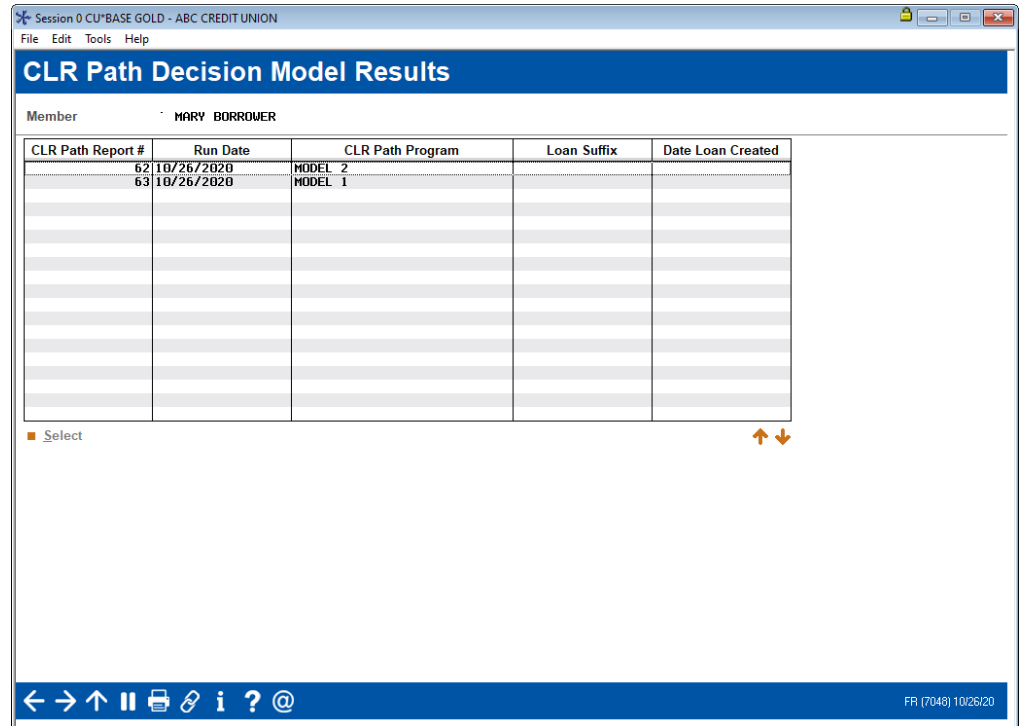 Session 0 CU*BASE GOLD - ABC CREDIT UNION
File Edit Tools Help
CLR Path Decision Model Results
Member MARY BORROWER
CLR Path Report # Run Date CLR Path Program Loan Suffix Date Loan Created
62 10/26/2020 MODEL 2
63 10/26/2020 MODEL 1
Select
FR (7048) 10/26/20